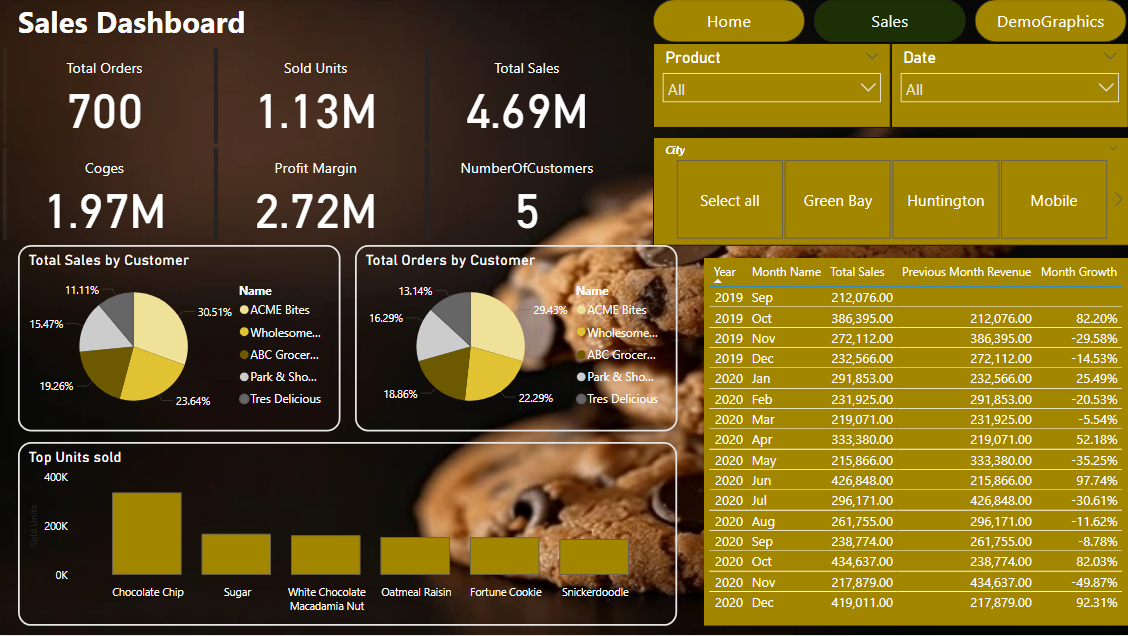 Sales Dashboard
Home
Sales
DemoGraphics
Total Orders
700
Sold Units
1.13M
Total Sales
4.69M
Coges
1.97M
Profit Margin
2.72M
NumberOfCustomers
5
Product
All
Date
All
City
Select all
Green Bay
Huntington
Mobile
Total Sales by Customer
11.11%
30.51%
15.47%
19.26%
23.64%
Name
ACME Bites
Wholesome...
ABC Grocer...
Park & Sho...
Tres Delicious
Total Orders by Customer
13.14%
29.43%
16.29%
18.86%
22.29%
Name
ACME Bites
Wholesome...
ABC Grocer...
Park & Sho...
Tres Delicious
Top Units sold
Sold Units
400K
200K
0K
Chocolate Chip
Sugar
White Chocolate
Macadamia Nut
Oatmeal Raisin
Fortune Cookie
Snickerdoodle
Year Month Name Total Sales Previous Month Revenue Month Growth
2019 Sep 212,076.00
2019 Oct 386,395.00 212,076.00 82.20%
2019 Nov 272,112.00 386,395.00 -29.58%
2019 Dec 232,566.00 272,112.00 -14.53%
2020 Jan 291,853.00 232,566.00 25.49%
2020 Feb 231,925.00 291,853.00 -20.53%
2020 Mar 219,071.00 231,925.00 -5.54%
2020 Apr 333,380.00 219,071.00 52.18%
2020 May 215,866.00 333,380.00 -35.25%
2020 Jun 426,848.00 215,866.00 97.74%
2020 Jul 296,171.00 426,848.00 -30.61%
2020 Aug 261,755.00 296,171.00 -11.62%
2020 Sep 238,774.00 261,755.00 -8.78%
2020 Oct 434,637.00 238,774.00 82.03%
2020 Nov 217,879.00 434,637.00 -49.87%
2020 Dec 419,011.00 217,879.00 92.31%